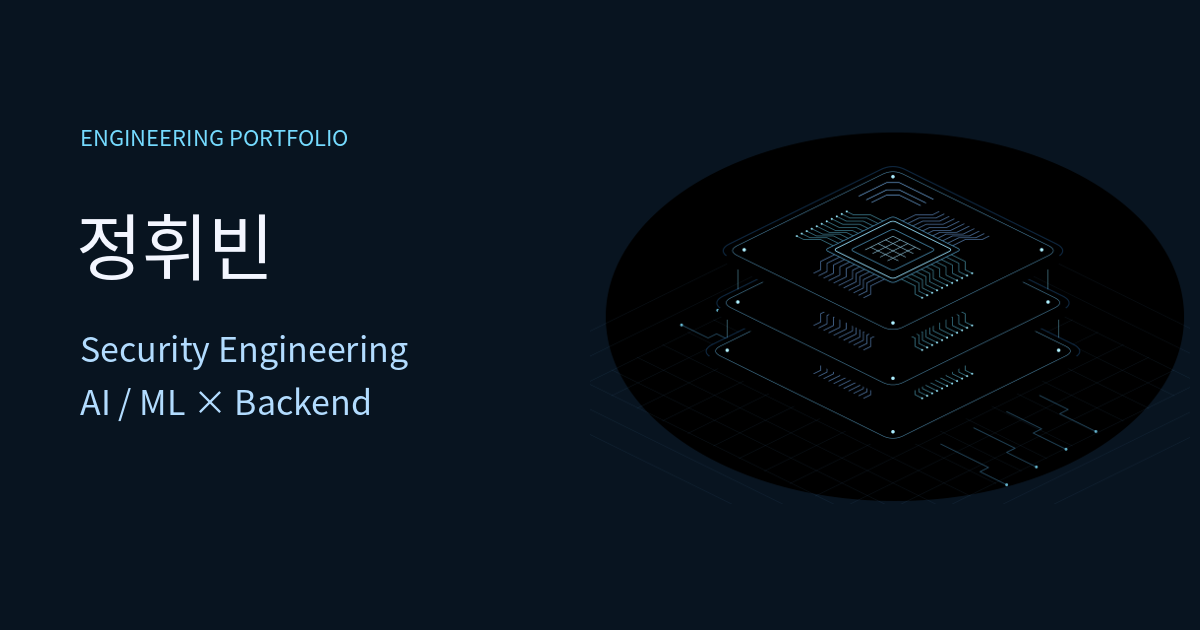 ENGINEERING PORTFOLIO
정휘빈
Security Engineering
AI / ML × Backend